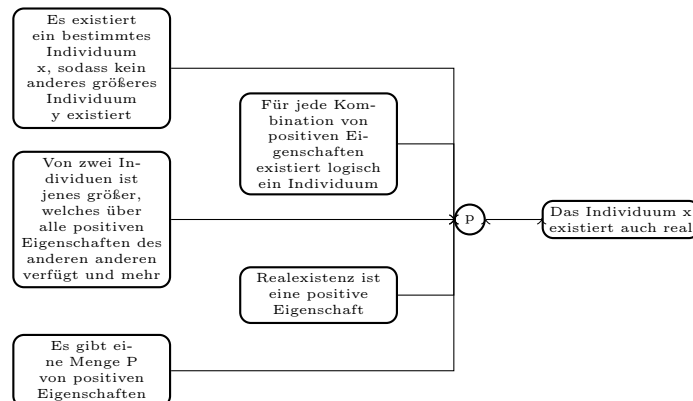 Es existiert
ein bestimmtes
Individuum
x, sodass kein
anderes größeres
Individuum
y existiert
Für jede Kom-
bination von
positiven Ei-
genschaften
existiert logisch
ein Individuum
Von zwei In-
dividuen ist
jenes größer,
welches über
alle positiven
Eigenschaften des
anderen anderen
verfügt und mehr
p
Das Individuum x
existiert auch real
Realexistenz ist
eine positive
Eigenschaft
Es gibt ei-
ne Menge P
von positiven
Eigenschaften